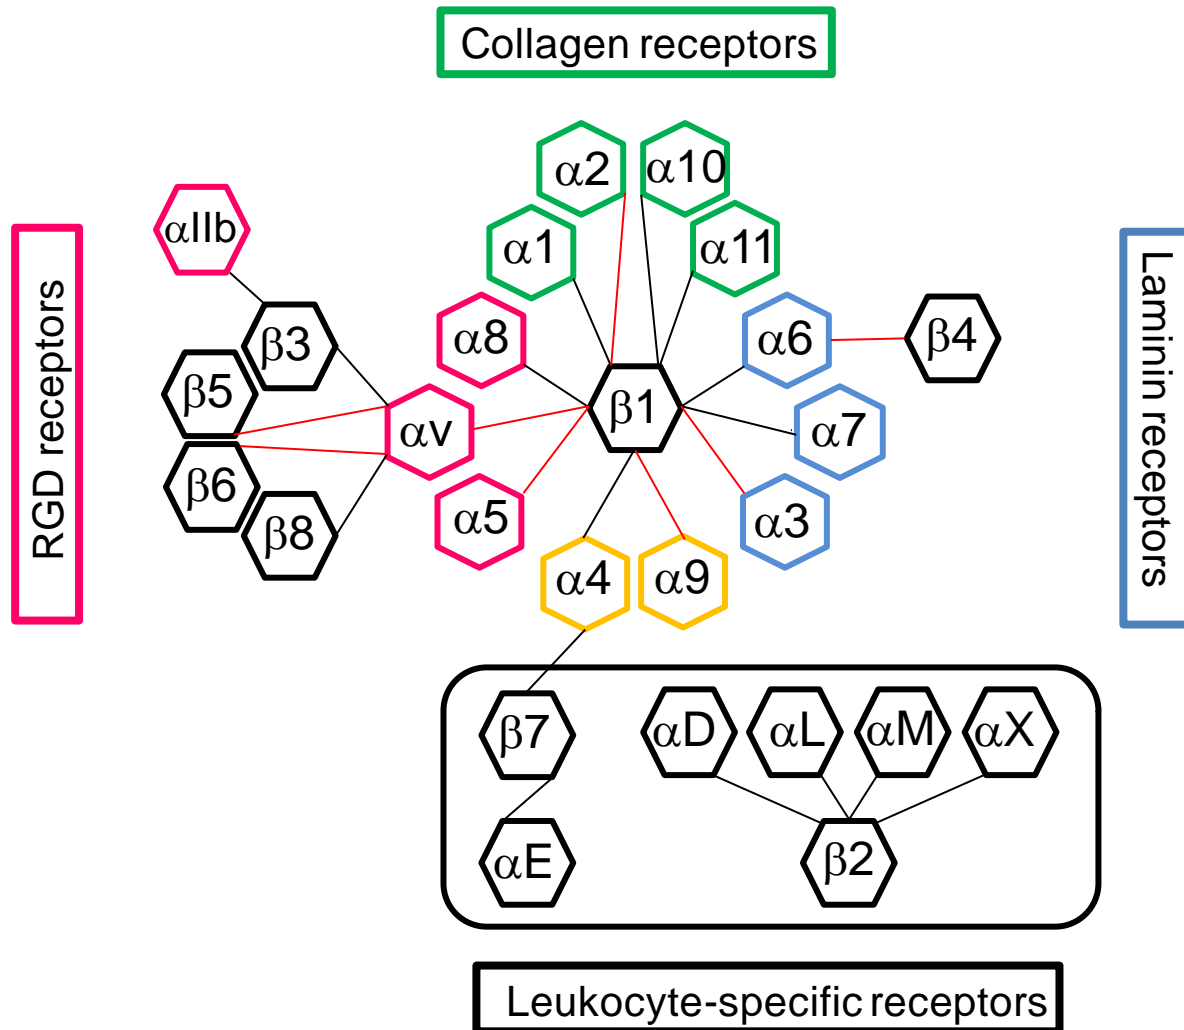 Collagen receptors
α2
α10
αIIb
α1
α11
RGD receptors
Laminin receptors
β3
α8
α6
β4
β5
αv
β1
α7
β6
β8
α5
α3
α4
α9
β7
αD
αL
αM
αX
αE
β2
Leukocyte-specific receptors